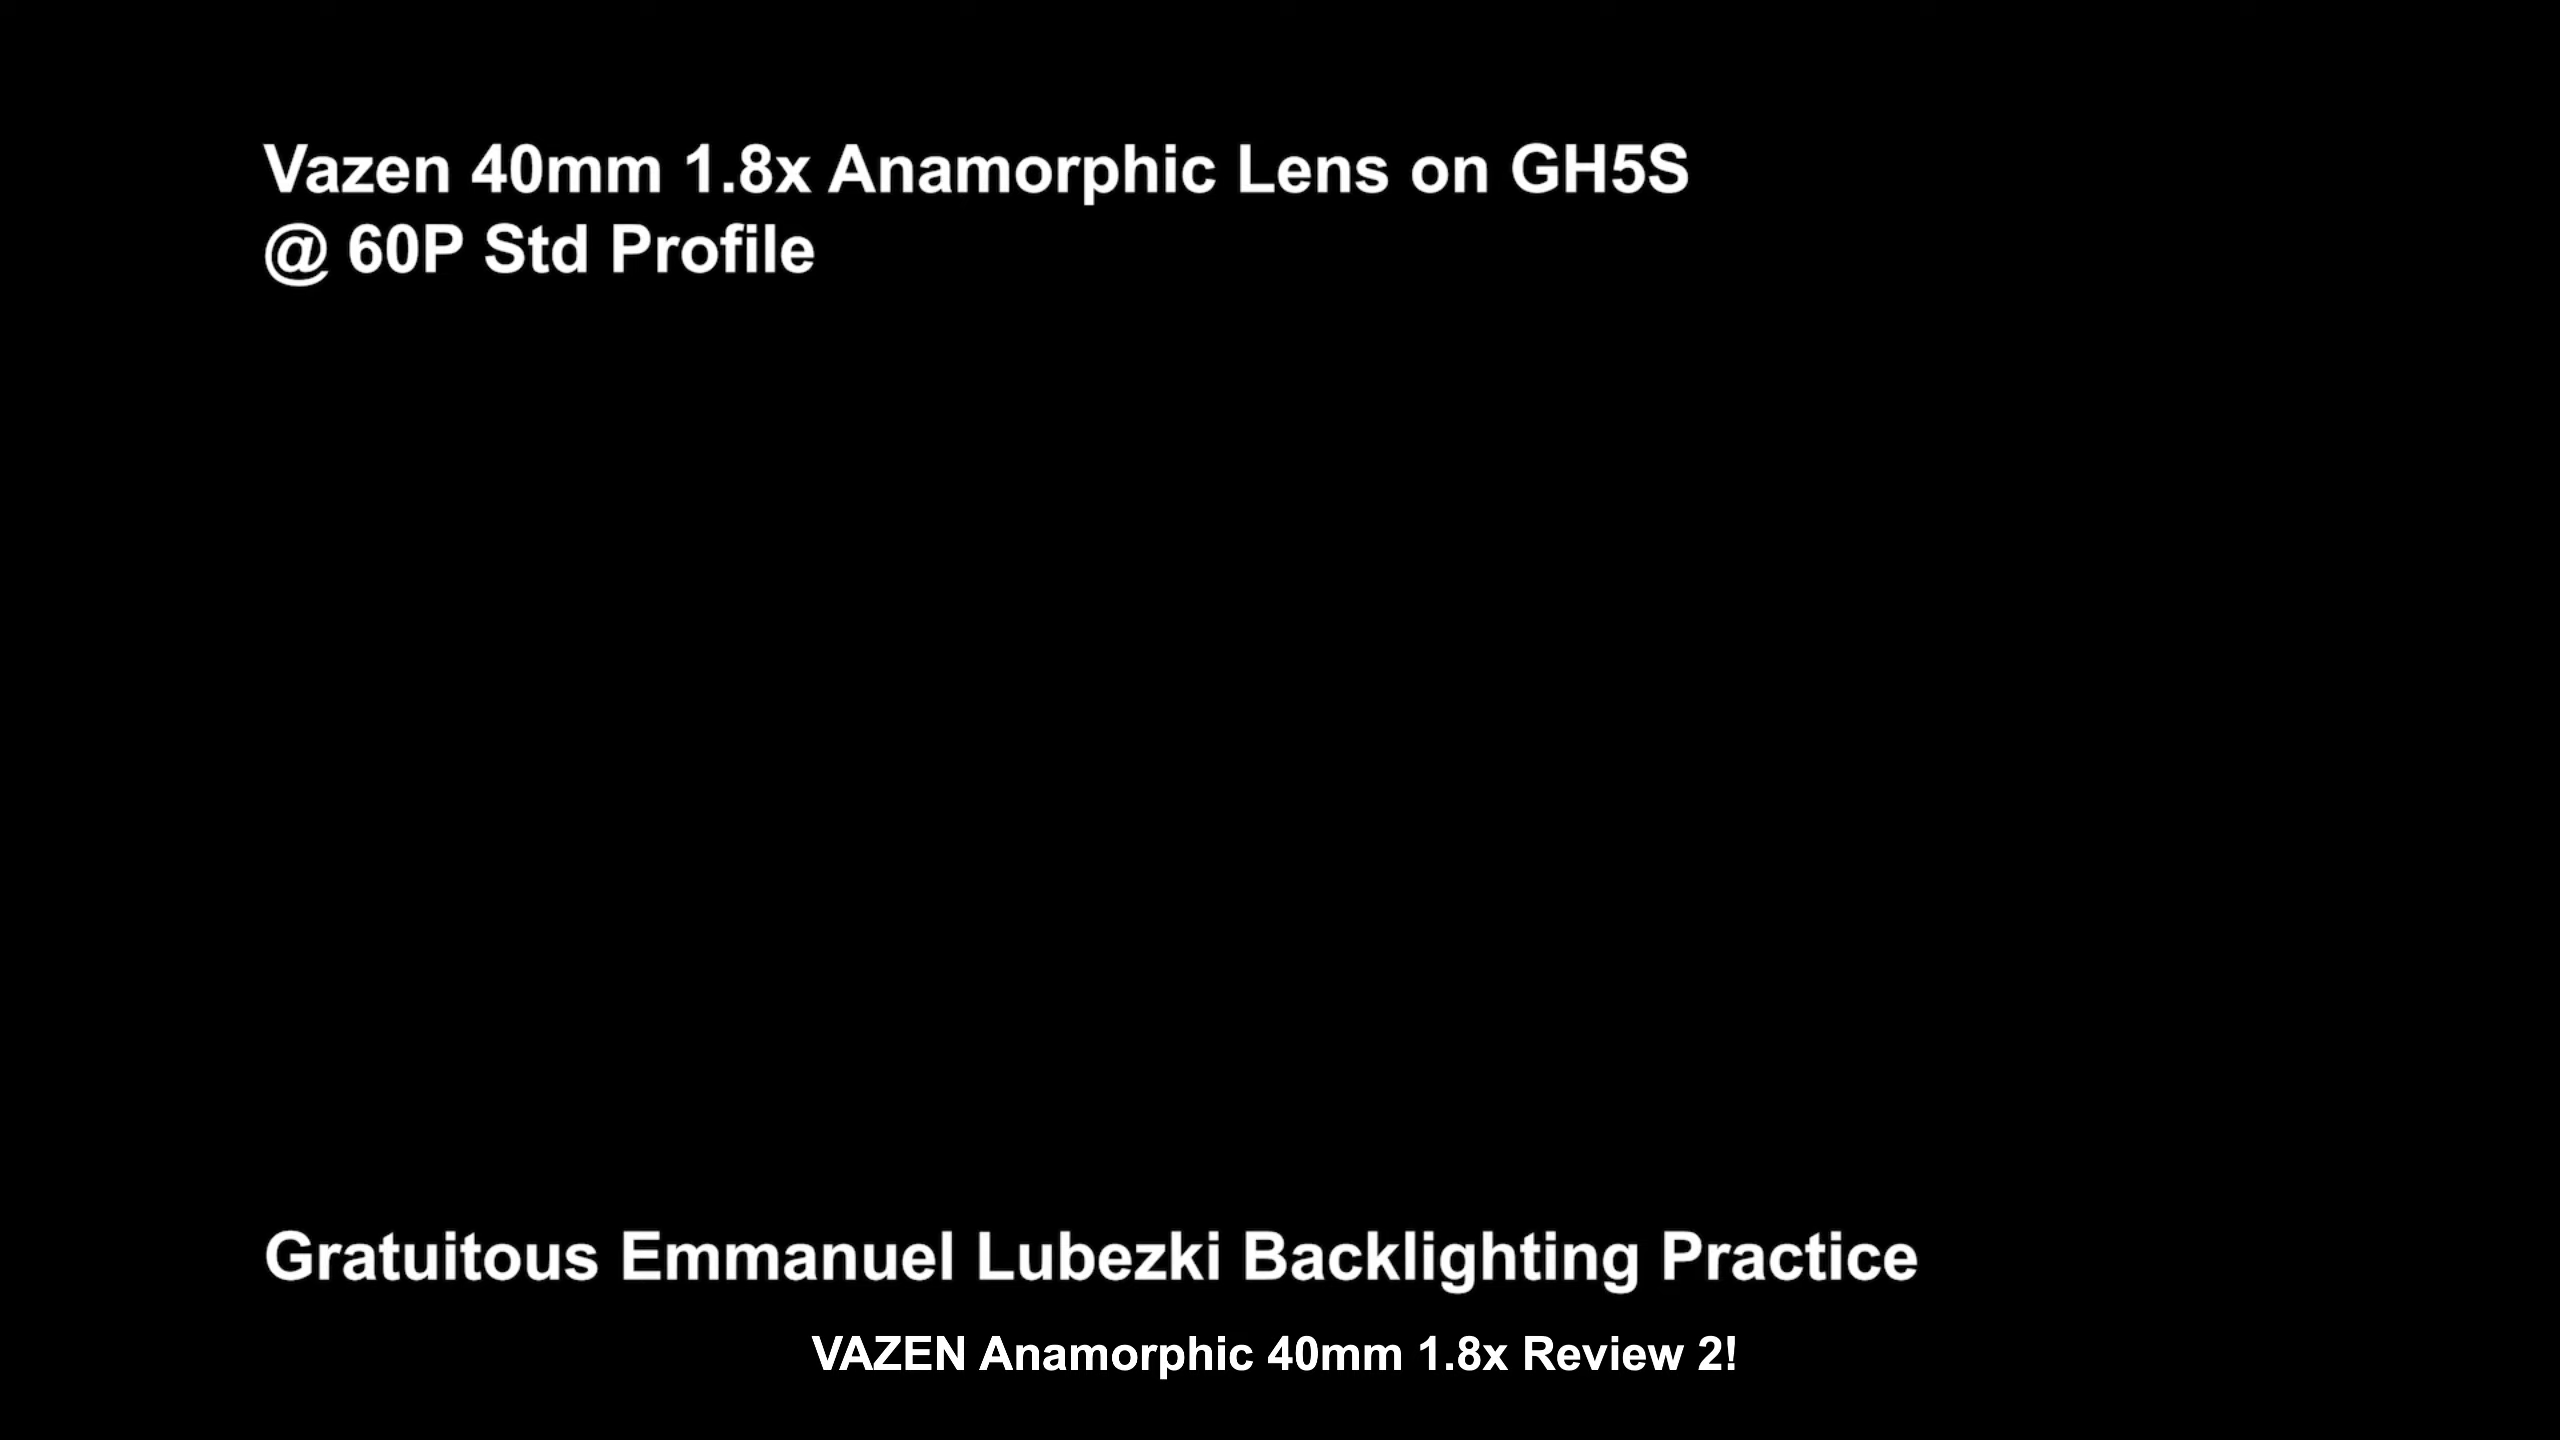 Vazen 40mm 1.8x Anamorphic Lens on GH5S
@ 60P Std Profile
Gratuitous Emmanuel Lubezki Backlighting Practice
VAZEN Anamorphic 40mm 1.8x Review 2!